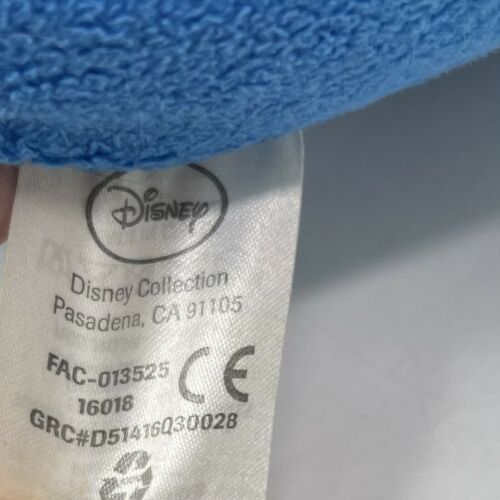 Disney
Disney Collection
Pasadena, CA 91105
FAC-013525
16018
GRC#D51416Q30028
CE